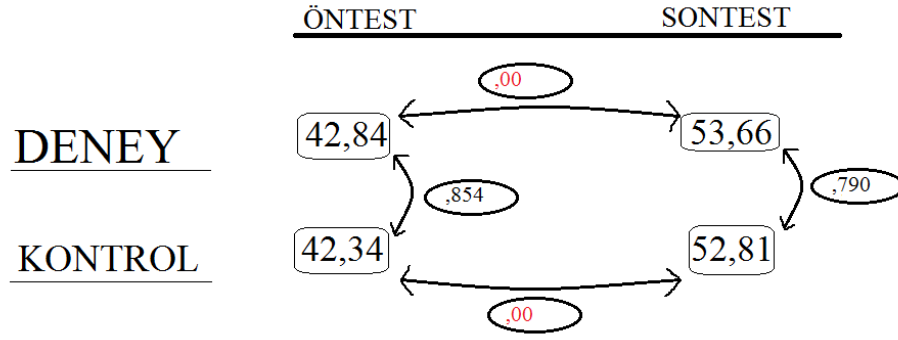 ÖNTEST SONTEST
,00
DENEY 42,84 53,66
,854 ,790
KONTROL 42,34 52,81
,00